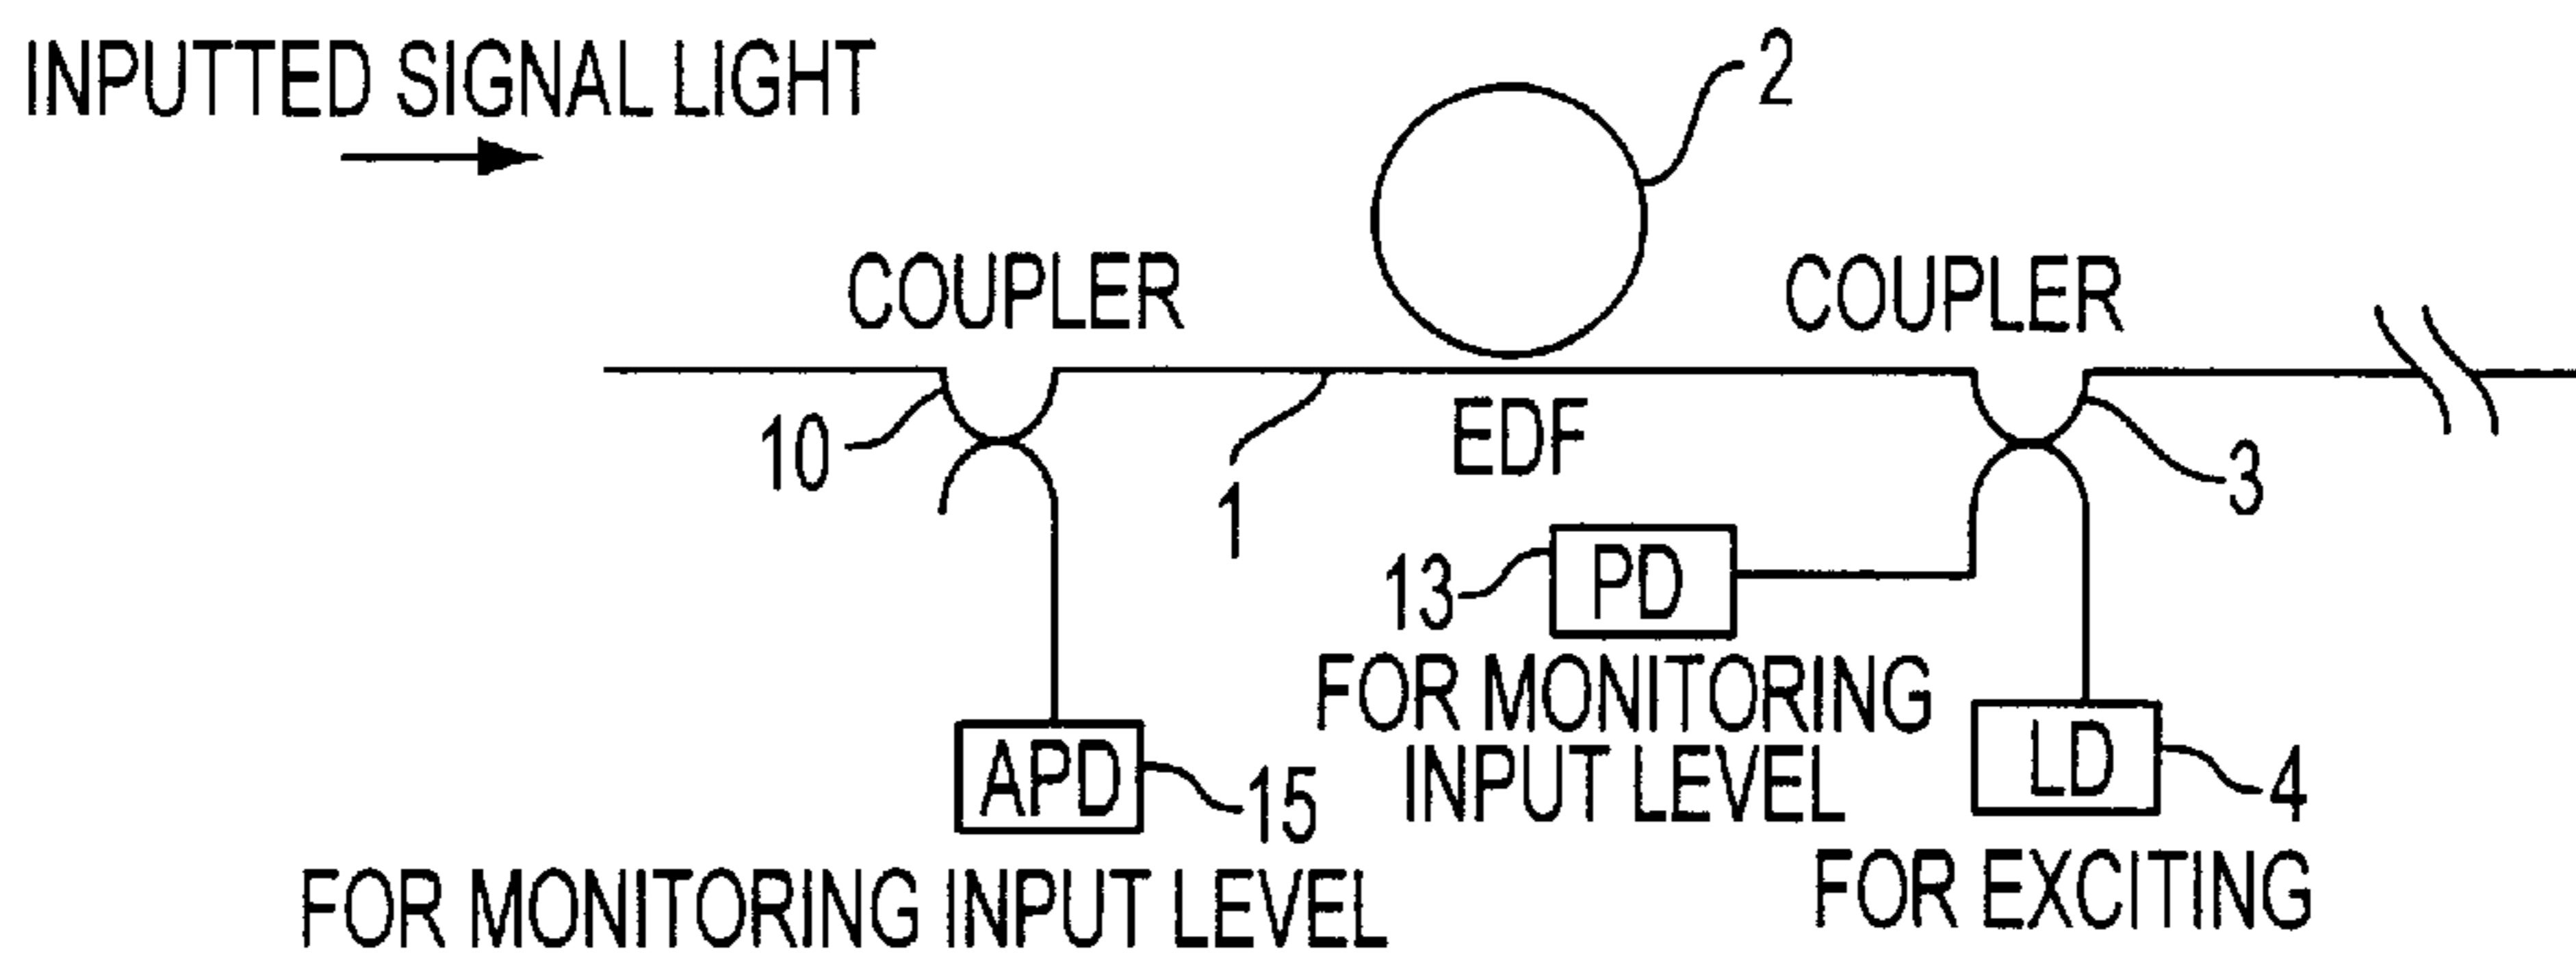 INPUTTED SIGNAL LIGHT
2
COUPLER
COUPLER
10
1
EDF
3
13
PD
FOR MONITORING
INPUT LEVEL
APD
15
LD
4
FOR MONITORING INPUT LEVEL
FOR EXCITING